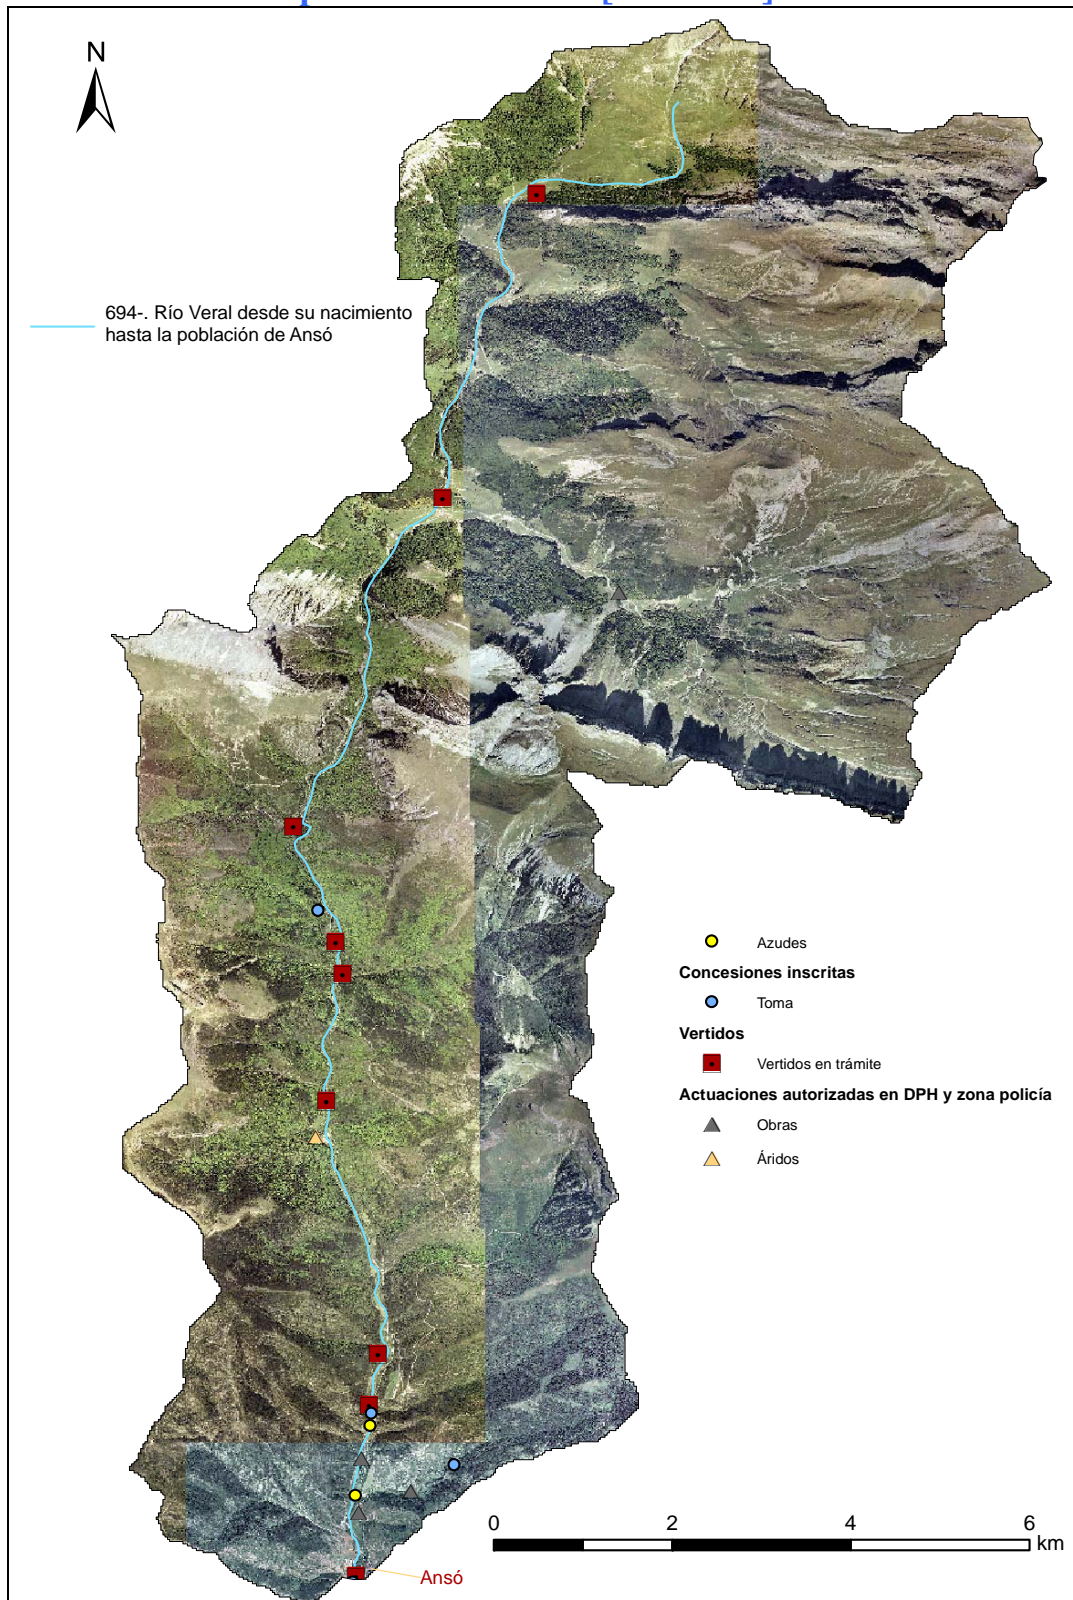 N
694-. Río Veral desde su nacimiento
hasta la población de Ansó
Azudes
Concesiones inscritas
Toma
Vertidos
Vertidos en trámite
Actuaciones autorizadas en DPH y zona policía
Obras
Áridos
0 2 4 6
km
Ansó